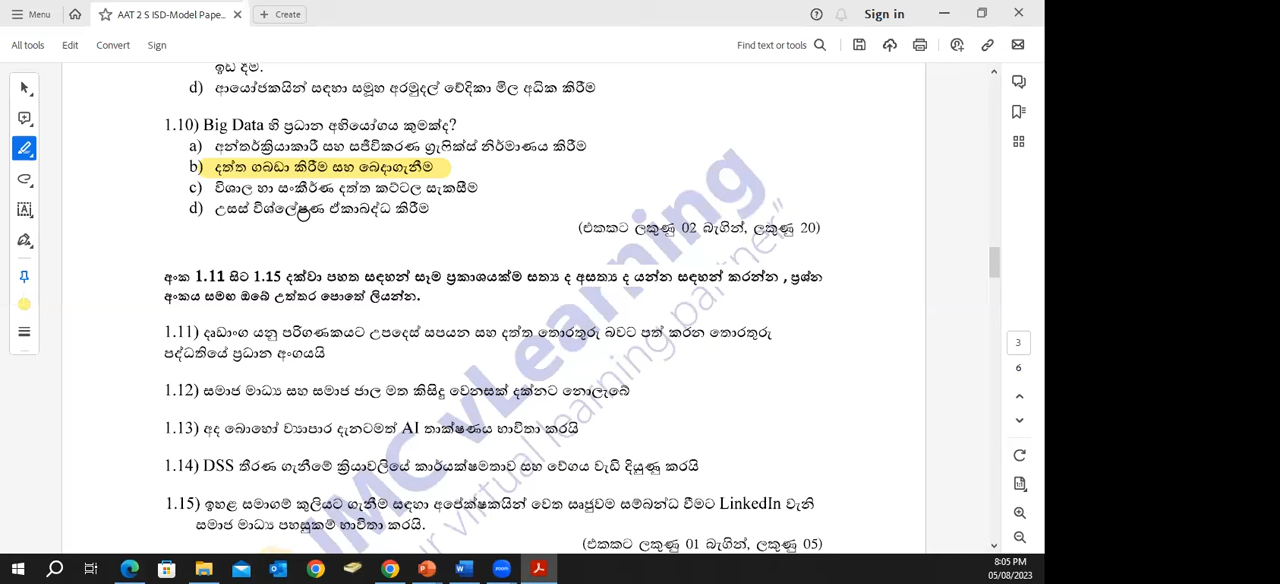 Menu
AAT 2 S ISD-Model Pape...
Create
Sign in
All tools
Edit
Convert
Sign
Find text or tools
ඉඩ දීම.
d) ආයෝජකයින් සඳහා සමූහ අරමුදල් වේදිකා මිල අධික කිරීම
1.10) Big Data හි ප්‍රධාන අභියෝගය කුමක්ද?
a) අන්තර්ක්‍රියාකාරී සහ සජීවිකරණ ග්‍රැෆික්ස් නිර්මාණය කිරීම
b) දත්ත ගබඩා කිරීම සහ බෙදාගැනීම
c) විශාල හා සංකීර්ණ දත්ත කට්ටල සැකසීම
d) උසස් විශ්ලේෂණ ඒකාබද්ධ කිරීම
(එකකට ලකුණු 02 බැගින්, ලකුණු 20)
අංක 1.11 සිට 1.15 දක්වා පහත සඳහන් සෑම ප්‍රකාශයක්ම සත්‍ය ද අසත්‍ය ද යන්න සඳහන් කරන්න , ප්‍රශ්න
අංකය සමඟ ඔබේ උත්තර පොතේ ලියන්න.
1.11) දෘඩාංග යනු පරිගණකයට උපදෙස් සපයන සහ දත්ත තොරතුරු බවට පත් කරන තොරතුරු
පද්ධතියේ ප්‍රධාන අංගයයි
1.12) සමාජ මාධ්‍ය සහ සමාජ ජාල මත කිසිදු වෙනසක් දක්නට නොලැබේ
1.13) අද බොහෝ ව්‍යාපාර දැනටමත් AI තාක්ෂණය භාවිතා කරයි
1.14) DSS තීරණ ගැනීමේ ක්‍රියාවලියේ කාර්යක්ෂමතාව සහ වේගය වැඩි දියුණු කරයි
1.15) ඉහළ සමාගම් කුලියට ගැනීම සඳහා අපේක්ෂකයින් වෙත සෘජුවම සම්බන්ධ වීමට LinkedIn වැනි
සමාජ මාධ්‍ය පහසුකම් භාවිතා කරයි.
(එකකට ලකුණු 01 බැගින්, ලකුණු 05)
JMC vLearning
virtual learning partner"
3
6
8:05 PM
05/08/2023